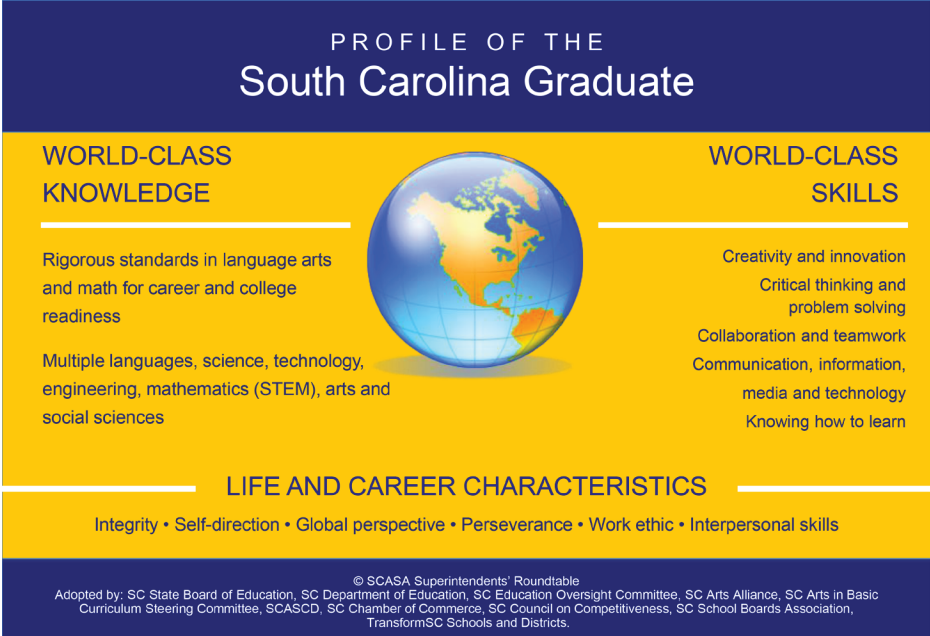 PROFILE OF THE
South Carolina Graduate
WORLD-CLASS
KNOWLEDGE
Rigorous standards in language arts
and math for career and college
readiness
Multiple languages, science, technology,
engineering, mathematics (STEM), arts and
social sciences
WORLD-CLASS
SKILLS
Creativity and innovation
Critical thinking and
problem solving
Collaboration and teamwork
Communication, information,
media and technology
Knowing how to learn
LIFE AND CAREER CHARACTERISTICS
Integrity • Self-direction • Global perspective • Perseverance • Work ethic • Interpersonal skills
© SCASA Superintendents' Roundtable
Adopted by: SC State Board of Education, SC Department of Education, SC Education Oversight Committee, SC Arts Alliance, SC Arts in Basic
Curriculum Steering Committee, SCASCD, SC Chamber of Commerce, SC Council on Competitiveness, SC School Boards Association,
TransformSC Schools and Districts.